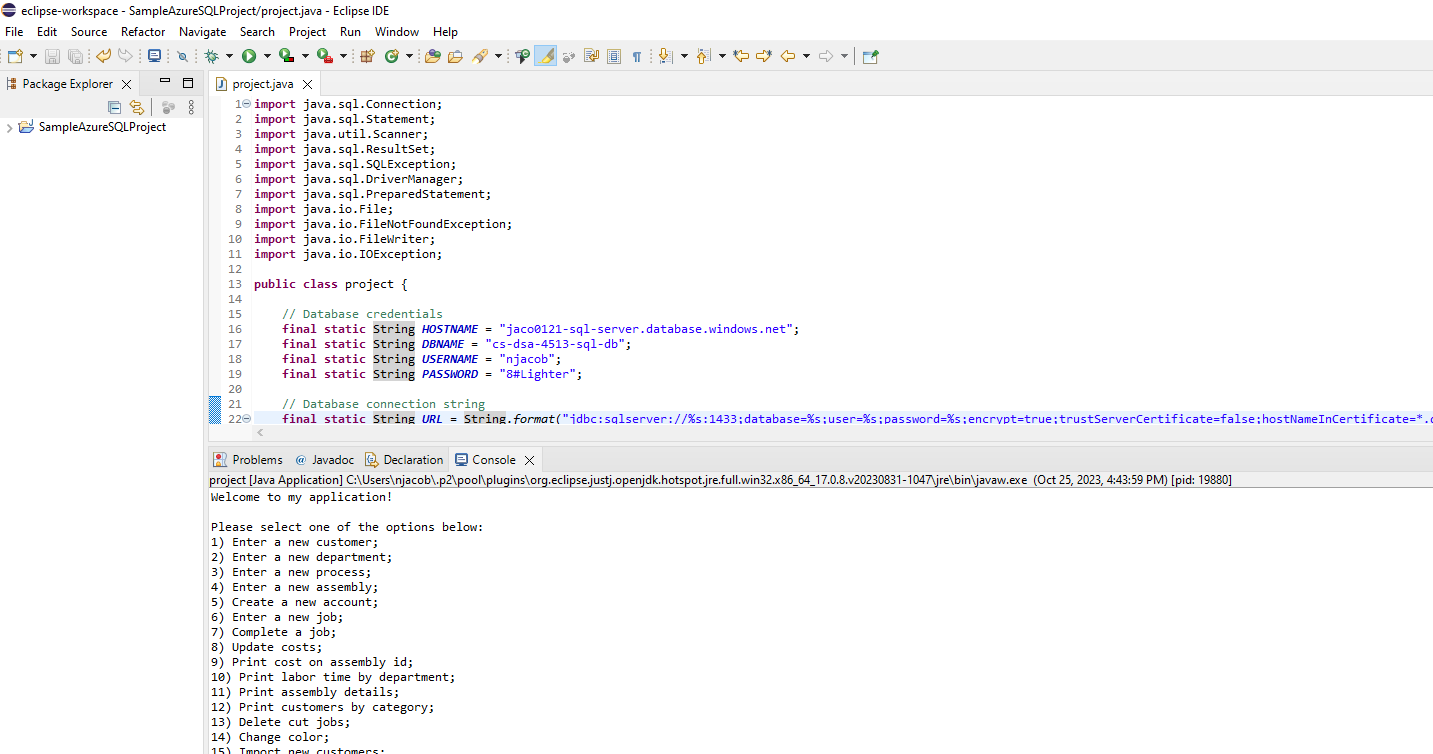 eclipse-workspace - SampleAzureSQLProject/project.java - Eclipse IDE
File Edit Source Refactor Navigate Search Project Run Window Help
Package Explorer
SampleAzureSQLProject
project.java
1 import java.sql.Connection;
2 import java.sql.Statement;
3 import java.util.Scanner;
4 import java.sql.ResultSet;
5 import java.sql.SQLException;
6 import java.sql.DriverManager;
7 import java.sql.PreparedStatement;
8 import java.io.File;
9 import java.io.FileNotFoundException;
10 import java.io.FileWriter;
11 import java.io.IOException;
12
13 public class project {
14
15 // Database credentials
16 final static String HOSTNAME = "jaco0121-sql-server.database.windows.net";
17 final static String DBNAME = "cs-dsa-4513-sql-db";
18 final static String USERNAME = "njacob";
19 final static String PASSWORD = "8#Lighter";
20
21 // Database connection string
22 final static String URL = String.format("jdbc:sqlserver://%s:1433;database=%s;user=%s;password=%s;encrypt=true;trustServerCertificate=false;hostNameInCertificate=*.
Problems @ Javadoc Declaration Console
project [Java Application] C:\Users\njacob\.p2\pool\plugins\org.eclipse.justj.openjdk.hotspot.jre.full.win32.x86_64_17.0.8.v20230831-1047\jre\bin\javaw.exe (Oct 25, 2023, 4:43:59 PM) [pid: 19880]
Welcome to my application!
Please select one of the options below:
1) Enter a new customer;
2) Enter a new department;
3) Enter a new process;
4) Enter a new assembly;
5) Create a new account;
6) Enter a new job;
7) Complete a job;
8) Update costs;
9) Print cost on assembly id;
10) Print labor time by department;
11) Print assembly details;
12) Print customers by category;
13) Delete cut jobs;
14) Change color;
15) Import new customers;